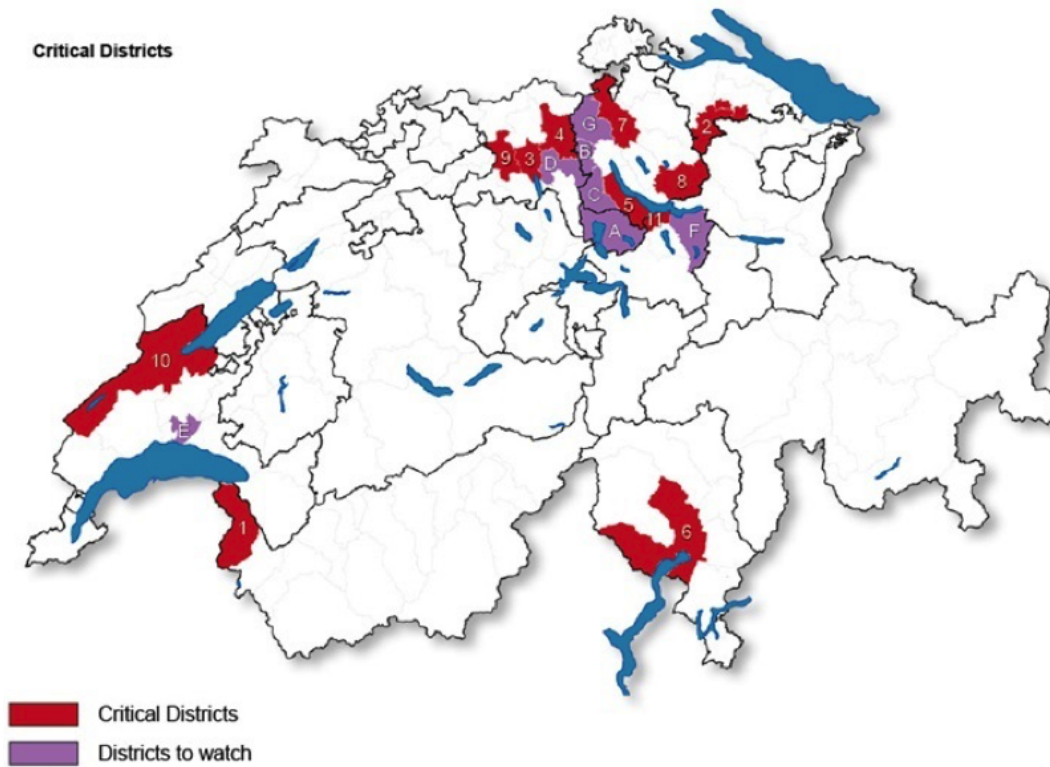 Critical Districts
G
7
2
4
B
9
3
D
8
C
5
11
A
F
10
E
1
6
Critical Districts
Districts to watch